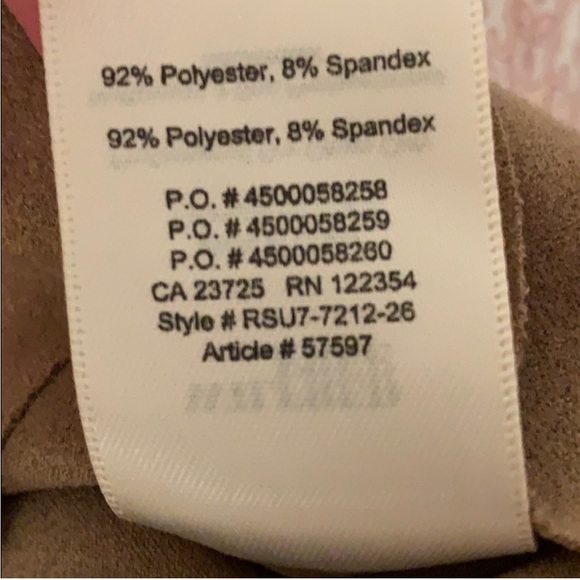 92% Polyester, 8% Spandex
92% Polyester, 8% Spandex
P.O. # 4500058258
P.O. # 4500058259
P.O. # 4500058260
CA 23725 RN 122354
Style # RSU7-7212-26
Article # 57597